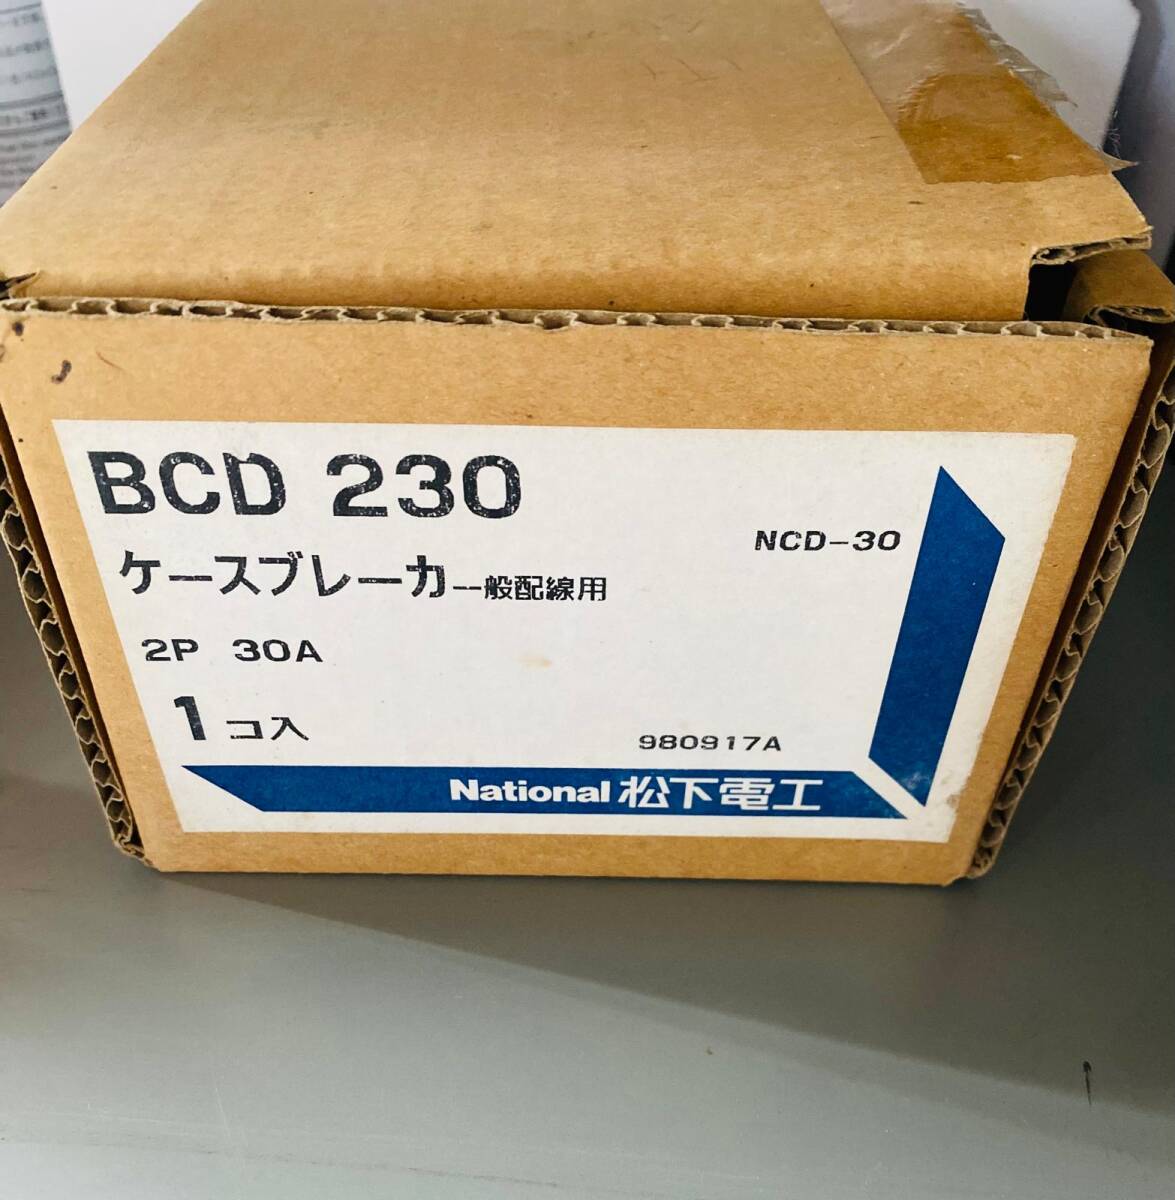 BCD 230
NCD-30
ケースブレーカ 一般配線用
2P 30A
1コ入
980917A
National 松下電工